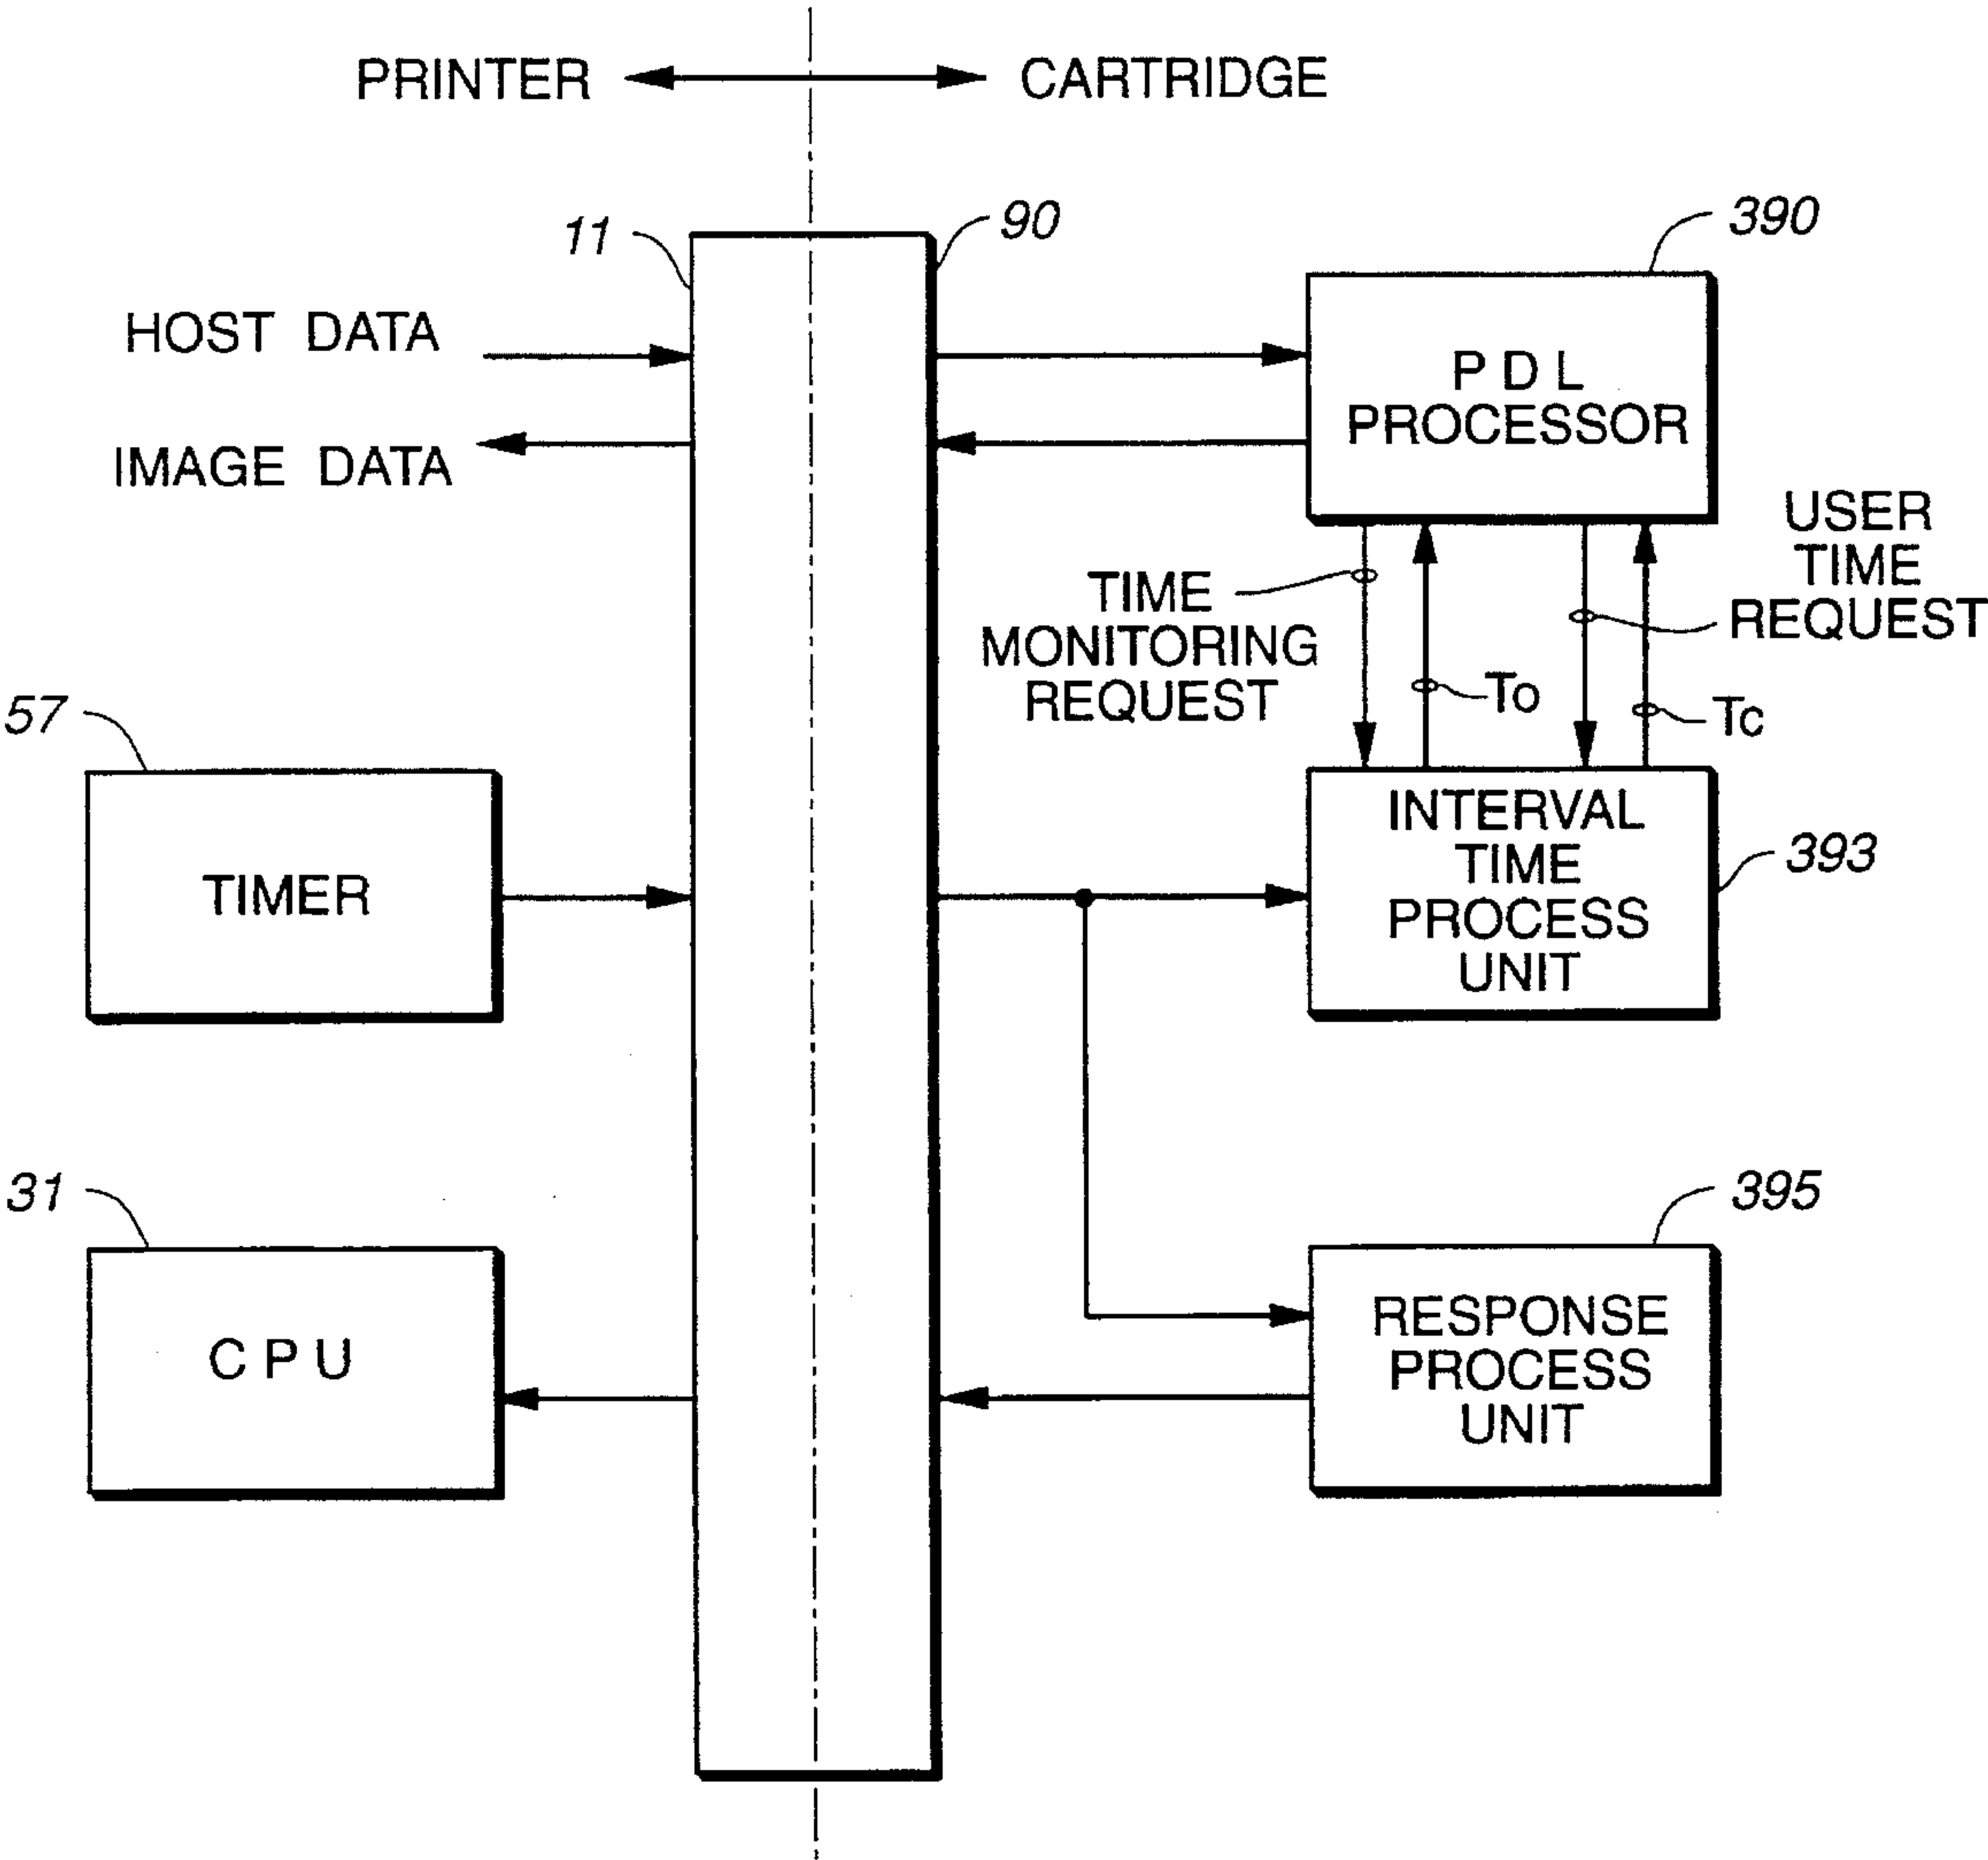 PRINTER
CARTRIDGE
11
90
390
HOST DATA
IMAGE DATA
P D L
PROCESSOR
USER
TIME
REQUEST
TIME
MONITORING
REQUEST
To
Tc
57
TIMER
INTERVAL
TIME
PROCESS
UNIT
393
31
C P U
395
RESPONSE
PROCESS
UNIT